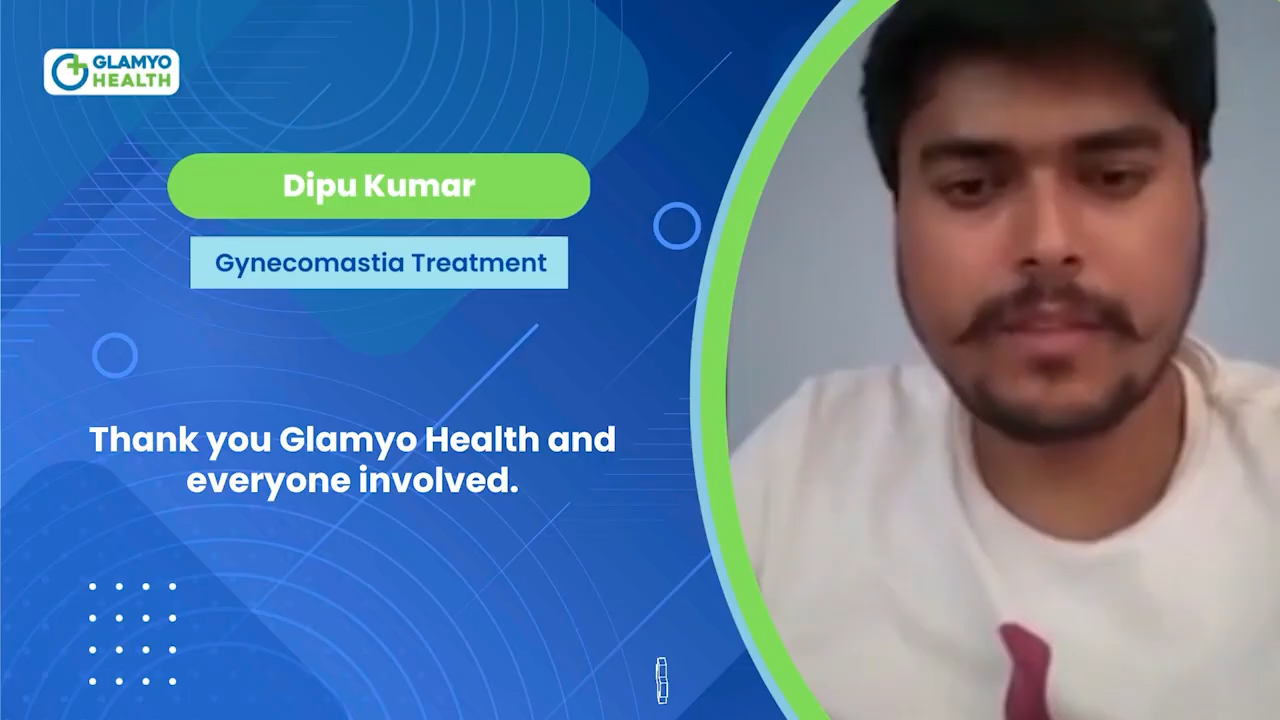 GLAMYO
HEALTH
Dipu Kumar
Gynecomastia Treatment
Thank you Glamyo Health and
everyone involved.